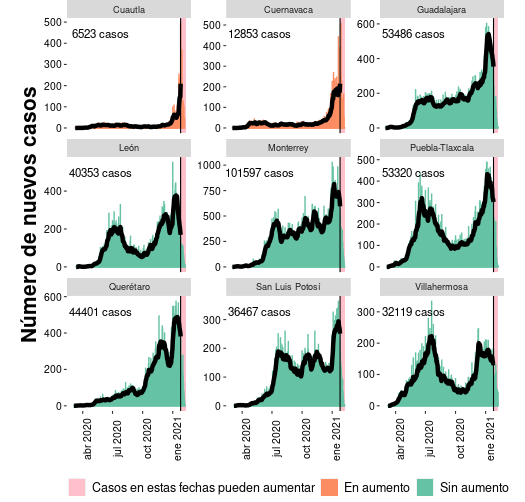 Número de nuevos casos
Cuautla
Cuernavaca
Guadalajara
6523 casos
12853 casos
53486 casos
500
400
300
200
100
0
500
400
300
200
100
0
600
400
200
0
León
Monterrey
Puebla-Tlaxcala
40353 casos
101597 casos
53320 casos
400
200
0
1000
750
500
250
0
500
400
300
200
100
0
Querétaro
San Luis Potosí
Villahermosa
44401 casos
36467 casos
32119 casos
600
400
200
0
300
200
100
0
300
200
100
0
abr 2020
jul 2020
oct 2020
ene 2021
abr 2020
jul 2020
oct 2020
ene 2021
abr 2020
jul 2020
oct 2020
ene 2021
Casos en estas fechas pueden aumentar
En aumento
Sin aumento